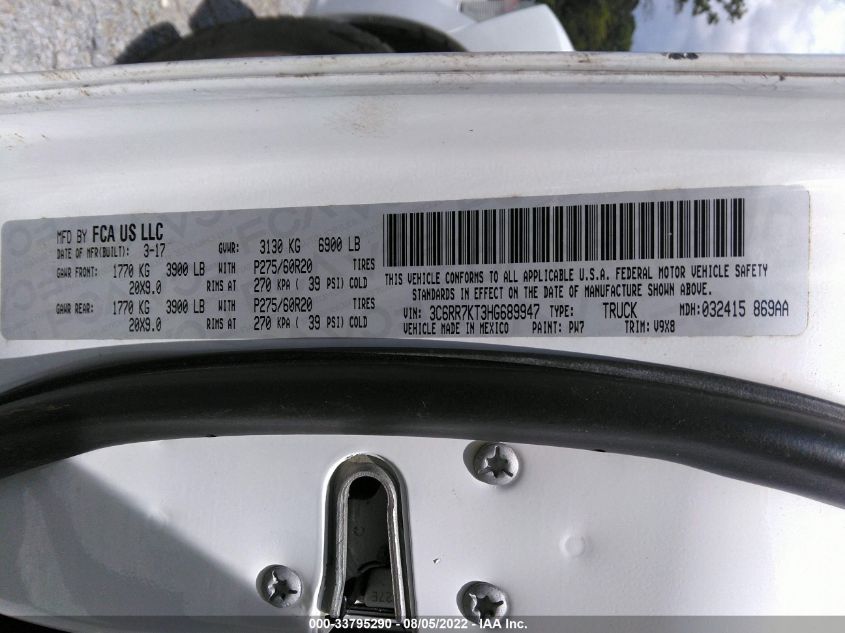 MFD BY FCA US LLC
DATE OF MFR(BUILT): 3-17 GVWR: 3130 KG 6900 LB
GAWR FRONT: 1770 KG 3900 LB WITH P275/60R20 TIRES
20X9.0 RIMS AT 270 KPA ( 39 PSI) COLD
GAWR REAR: 1770 KG 3900 LB WITH P275/60R20 TIRES
20X9.0 RIMS AT 270 KPA ( 39 PSI) COLD
THIS VEHICLE CONFORMS TO ALL APPLICABLE U.S.A. FEDERAL MOTOR VEHICLE SAFETY
STANDARDS IN EFFECT ON THE DATE OF MANUFACTURE SHOWN ABOVE.
VIN: 3C6RR7KT3HG689947 TYPE: TRUCK MDH:032415 869AA
VEHICLE MADE IN MEXICO PAINT: PW7 TRIM: V9X8
000-33795290 - 08/05/2022 - IAA Inc.